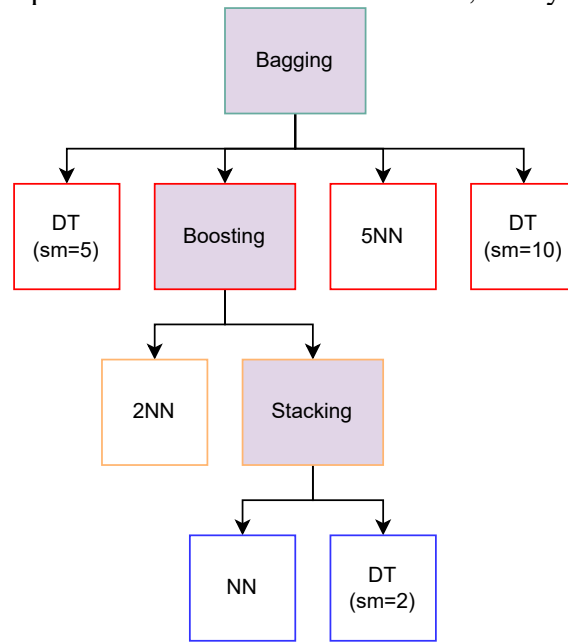 Bagging
DT
(sm=5)
Boosting
5NN
DT
(sm=10)
2NN
Stacking
NN
DT
(sm=2)